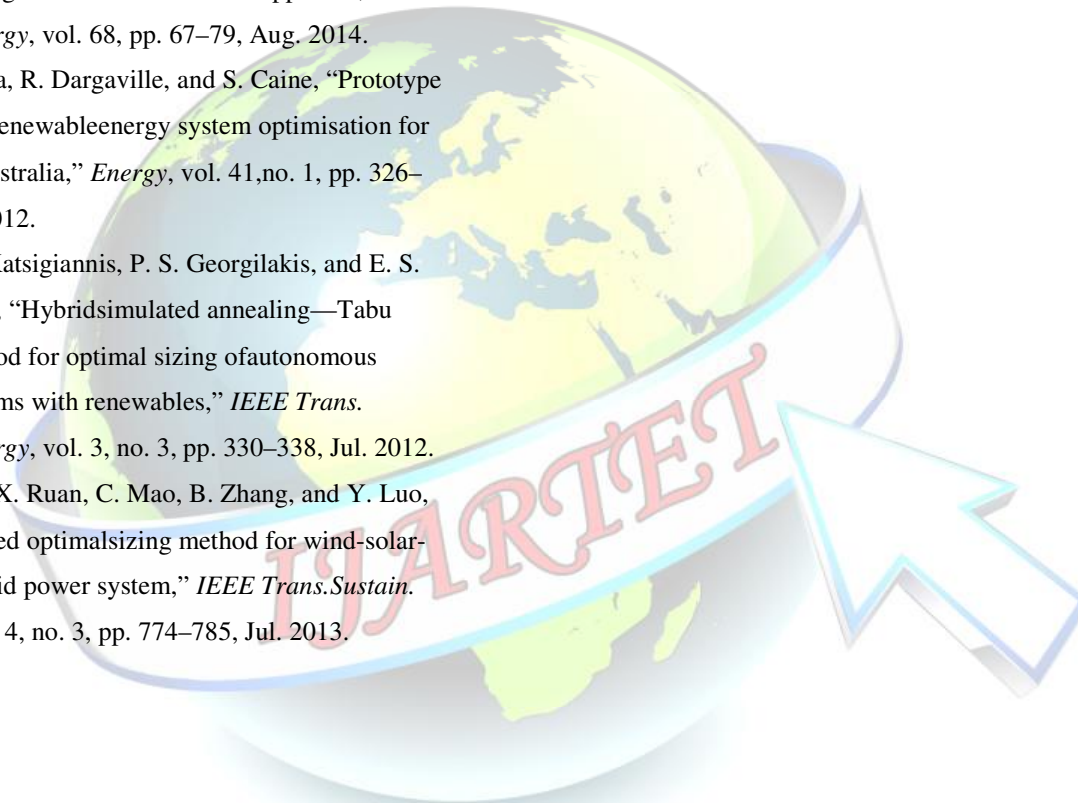 rgy, vol. 68, pp. 67–79, Aug. 2014.
a, R. Dargaville, and S. Caine, “Prototype
enewableenergy system optimisation for
stralia,” Energy, vol. 41,no. 1, pp. 326–
012.
atsigiannis, P. S. Georgilakis, and E. S.
, “Hybridsimulated annealing—Tabu
od for optimal sizing ofautonomous
ms with renewables,” IEEE Trans.
rgy, vol. 3, no. 3, pp. 330–338, Jul. 2012.
X. Ruan, C. Mao, B. Zhang, and Y. Luo,
ed optimalsizing method for wind-solar-
id power system,” IEEE Trans.Sustain.
4, no. 3, pp. 774–785, Jul. 2013.
IJARTET